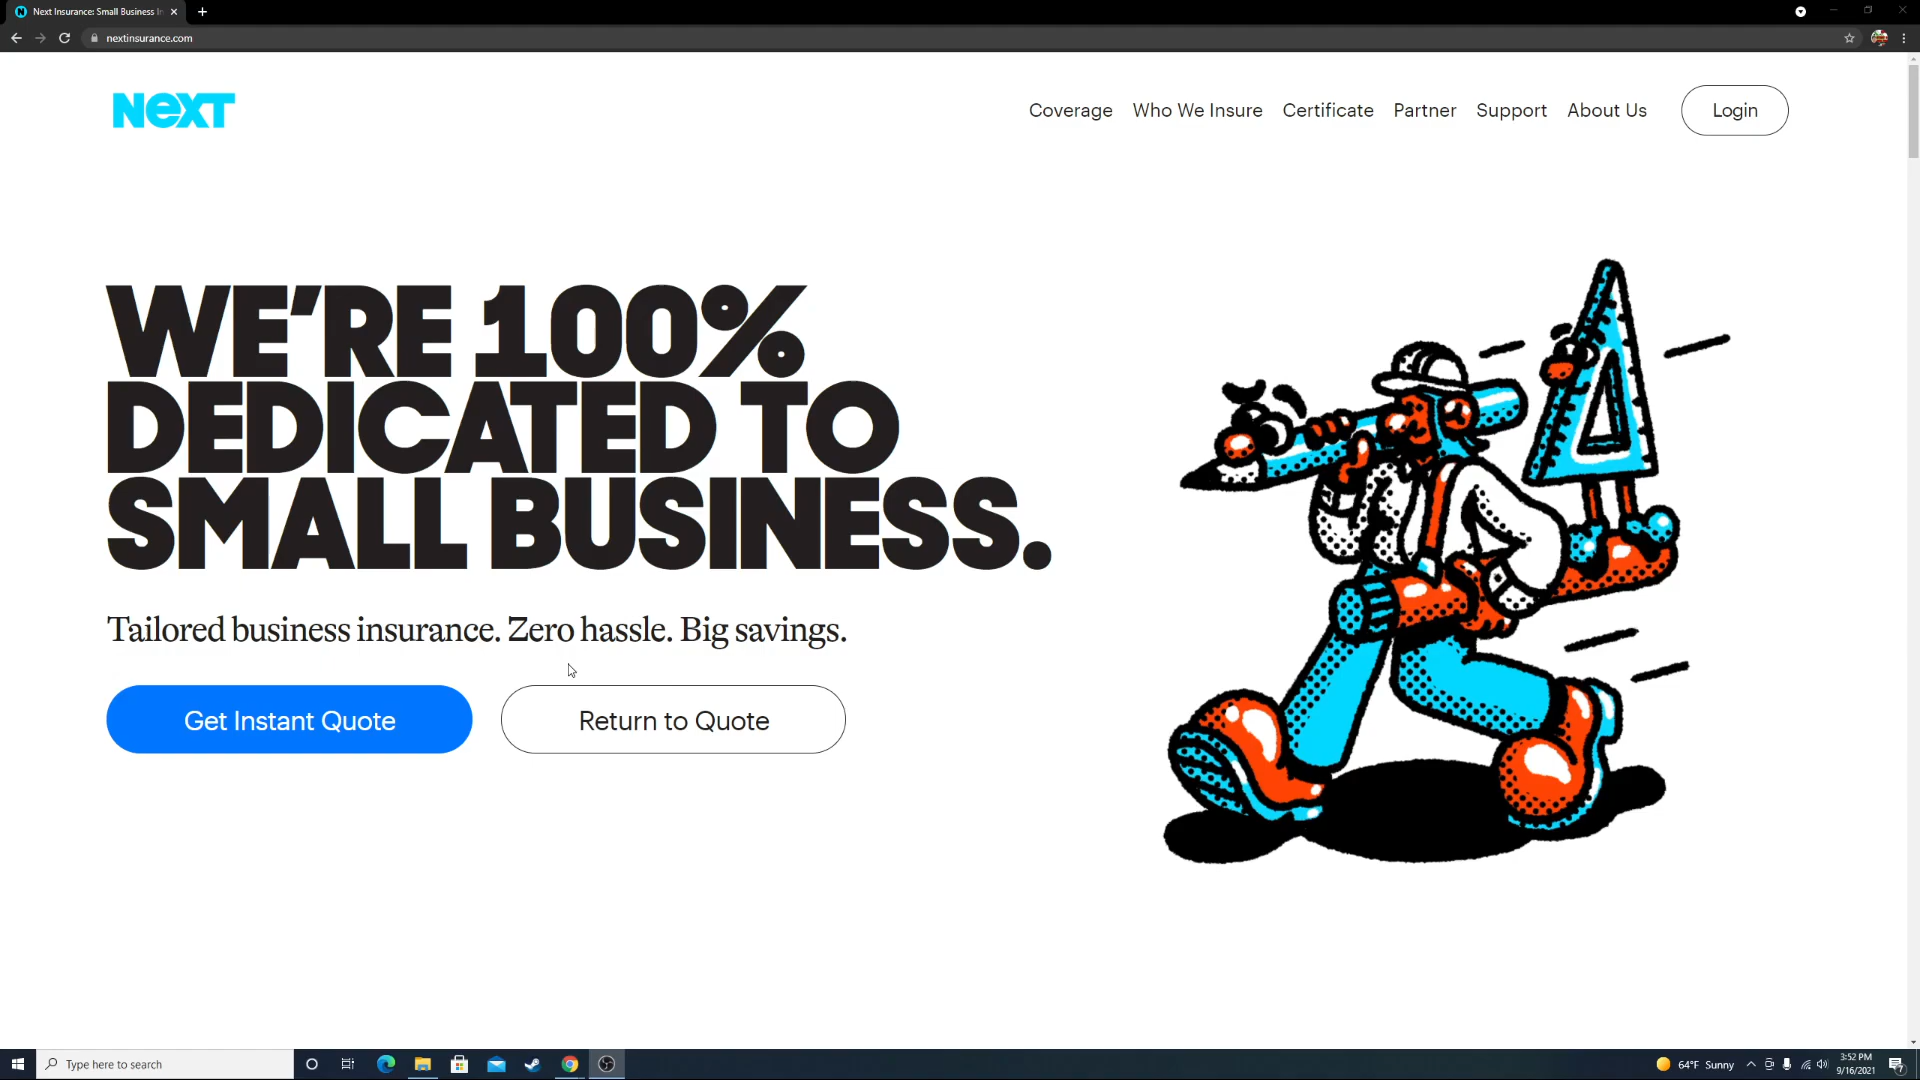 Next Insurance: Small Business In
nextinsurance.com
NEXT
Coverage
Who We Insure
Certificate
Partner
Support
About Us
Login
WE'RE 100%
DEDICATED TO
SMALL BUSINESS.
Tailored business insurance. Zero hassle. Big savings.
Get Instant Quote
Return to Quote
Type here to search
64°F Sunny
3:52 PM
9/16/2021
7